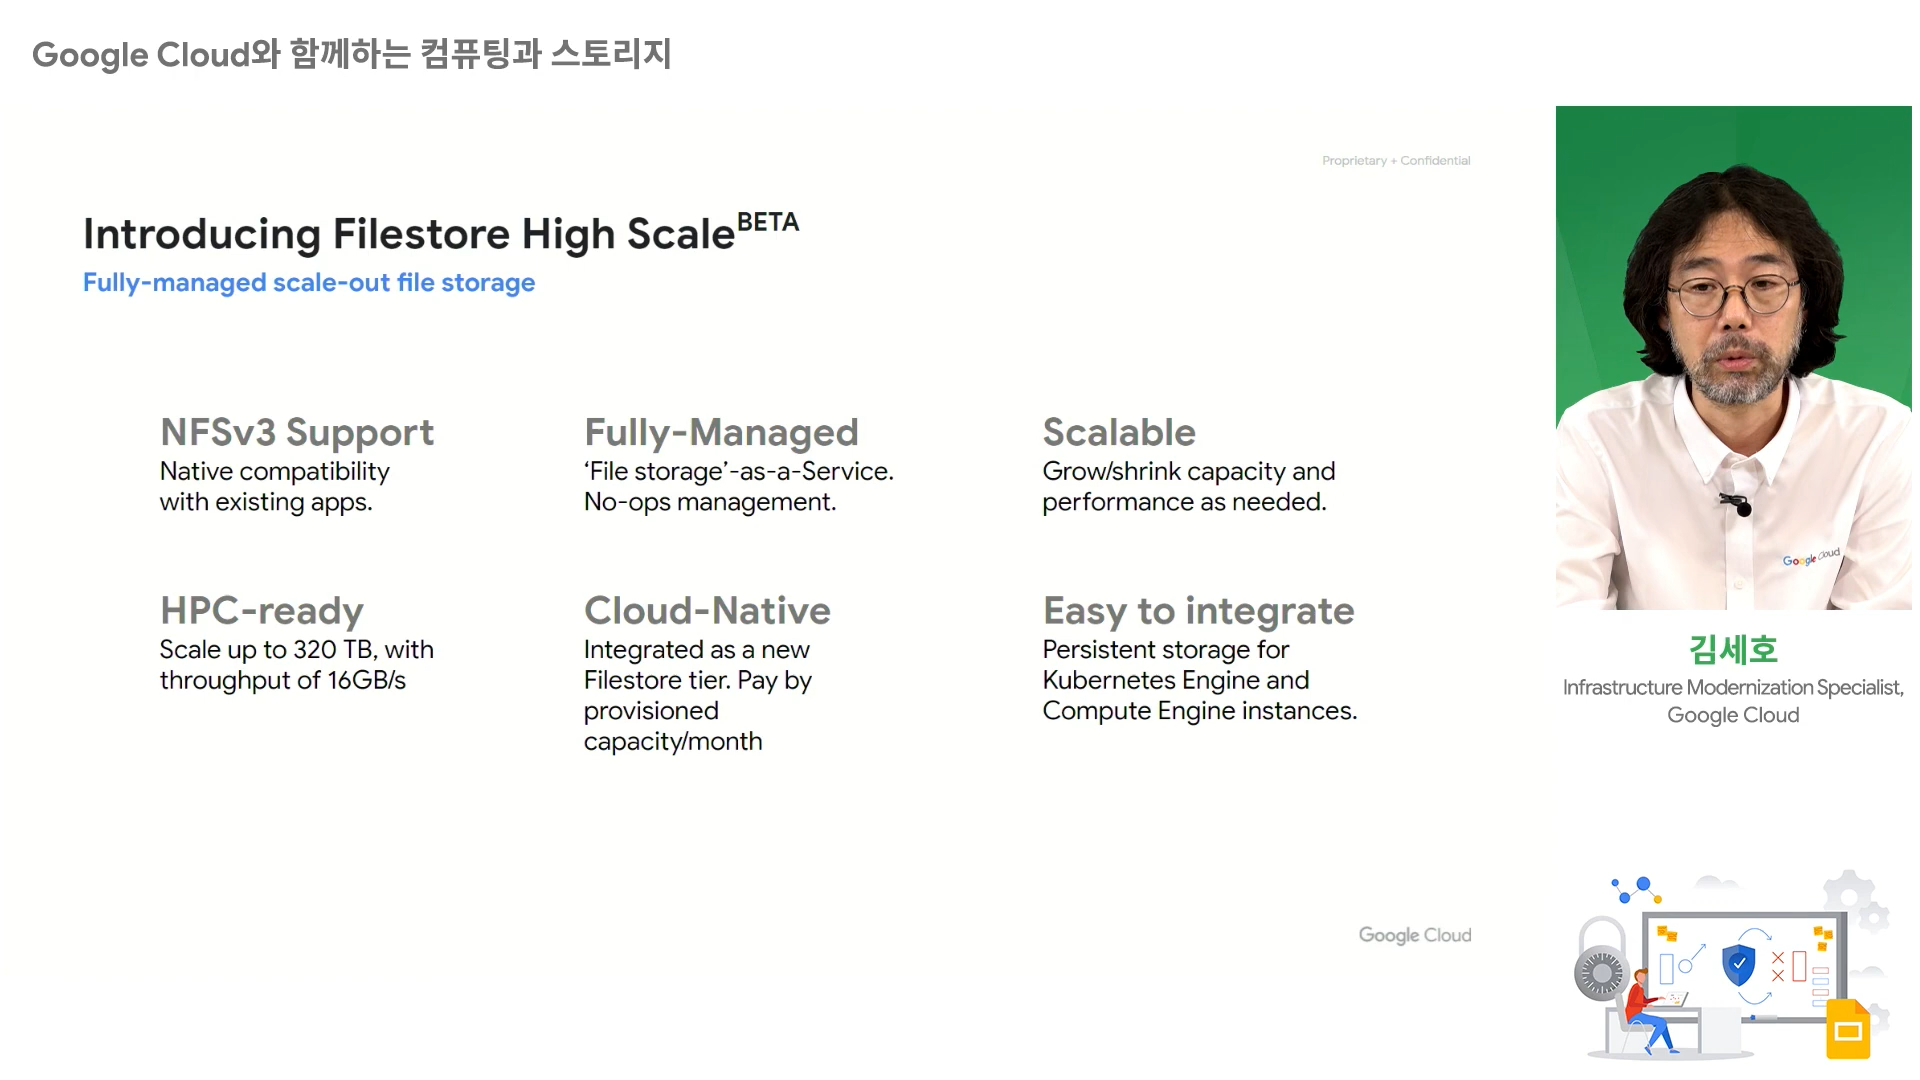 Google Cloud와 함께하는 컴퓨팅과 스토리지
Proprietary + Confidential
Introducing Filestore High Scale BETA
Fully-managed scale-out file storage
NFSv3 Support
Native compatibility
with existing apps.
Fully-Managed
‘File storage’-as-a-Service.
No-ops management.
Scalable
Grow/shrink capacity and
performance as needed.
HPC-ready
Scale up to 320 TB, with
throughput of 16GB/s
Cloud-Native
Integrated as a new
Filestore tier. Pay by
provisioned
capacity/month
Easy to integrate
Persistent storage for
Kubernetes Engine and
Compute Engine instances.
Google Cloud
Google Cloud
김세호
Infrastructure Modernization Specialist,
Google Cloud